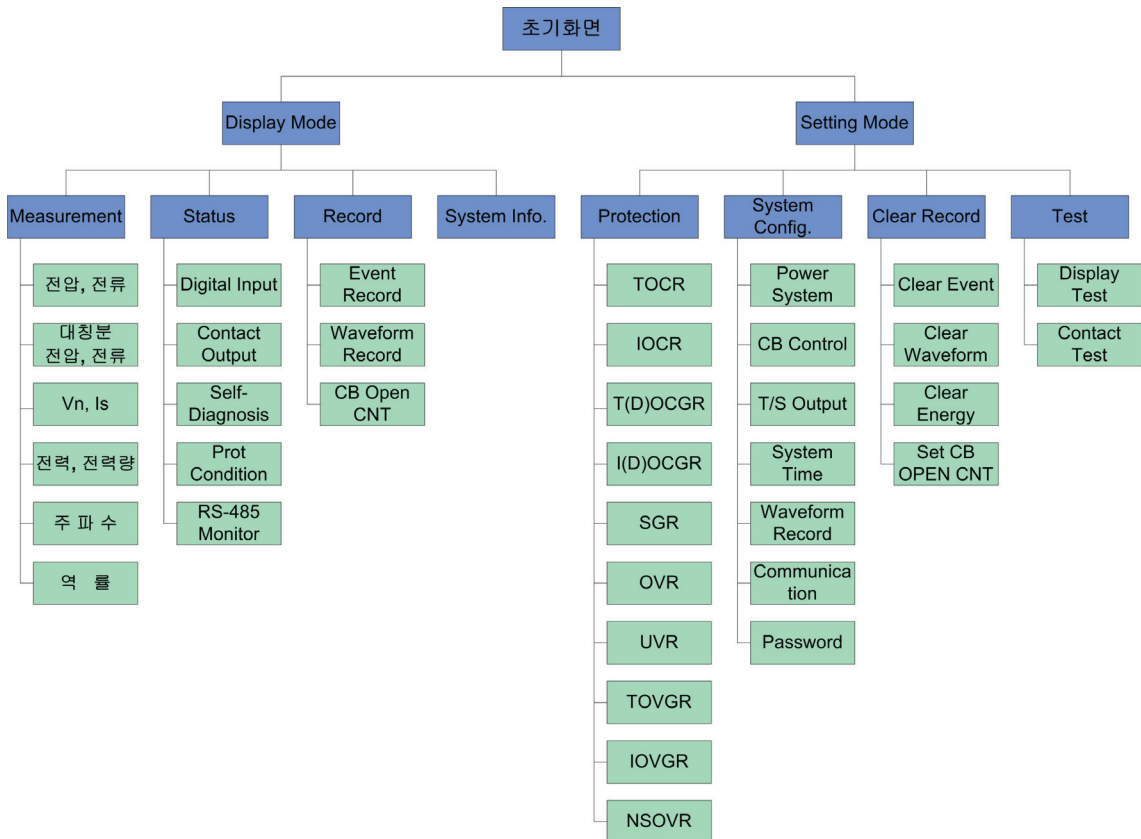 초기화면
Display Mode
Setting Mode
Measurement
Status
Record
System Info.
Protection
System
Config.
Clear Record
Test
전압, 전류
대칭분
전압, 전류
Vn, Is
전력, 전력량
주 파 수
역 률
Digital Input
Contact
Output
Self-
Diagnosis
Prot
Condition
RS-485
Monitor
Event
Record
Waveform
Record
CB Open
CNT
TOCR
IOCR
T(D)OCGR
I(D)OCGR
SGR
OVR
UVR
TOVGR
IOVGR
NSOVR
Power
System
CB Control
T/S Output
System
Time
Waveform
Record
Communica
tion
Password
Clear Event
Clear
Waveform
Clear
Energy
Set CB
OPEN CNT
Display
Test
Contact
Test